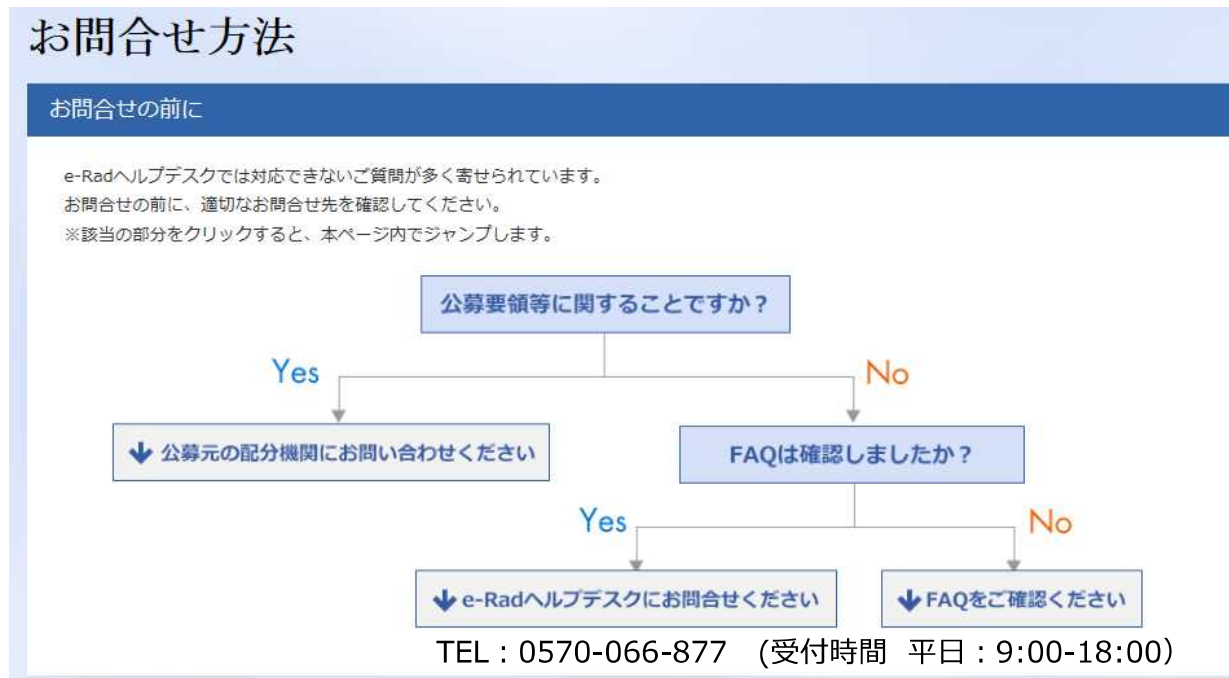 お問合せ方法
お問合せの前に
e-Radヘルプデスクでは対応できないご質問が多く寄せられています。
お問合せの前に、適切なお問合せ先を確認してください。
※該当の部分をクリックすると、本ページ内でジャンプします。
公募要領等に関することですか？
Yes
No
公募元の配分機関にお問い合わせください
FAQは確認しましたか？
Yes
No
e-Radヘルプデスクにお問合せください
FAQをご確認ください
TEL：0570-066-877　(受付時間　平日：9:00-18:00）